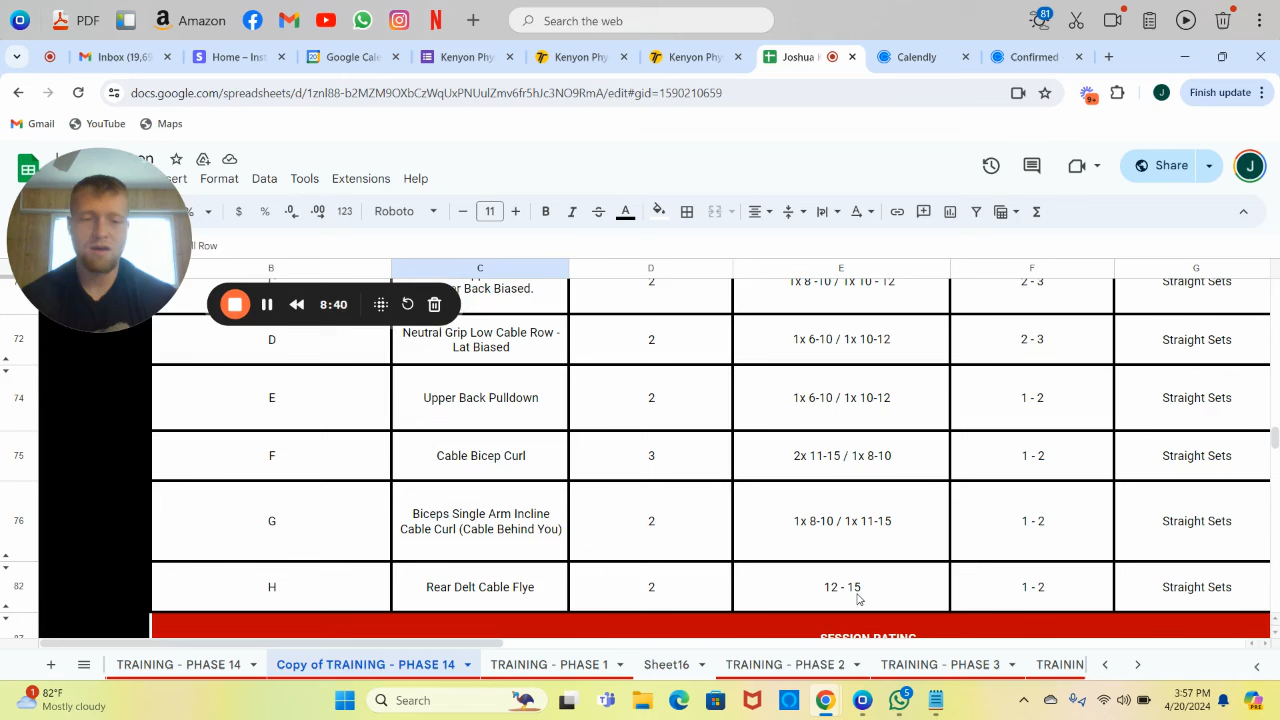 PDF
Amazon
Search the web
81
Inbox (19,69
Home – Inst
Google Cale
Kenyon Phy
Kenyon Phy
Kenyon Phy
Joshua
Calendly
Confirmed
docs.google.com/spreadsheets/d/1znl88-b2MZM9OXbCzWqUxPNUulZmv6fr5hJc3NO9RmA/edit#gid=1590210659
9+
J
Finish update
Gmail
YouTube
Maps
Format
Data
Tools
Extensions
Help
Share
J
%
$
%
.0
.00
123
Roboto
11
B
I
S
A
Row
B
C
D
E
F
G
er Back Biased.
2
1x 8 -10 / 1x 10 - 12
2 - 3
Straight Sets
8:40
72
D
Neutral Grip Low Cable Row -
Lat Biased
2
1x 6-10 / 1x 10-12
2 - 3
Straight Sets
74
E
Upper Back Pulldown
2
1x 6-10 / 1x 10-12
1 - 2
Straight Sets
75
F
Cable Bicep Curl
3
2x 11-15 / 1x 8-10
1 - 2
Straight Sets
76
G
Biceps Single Arm Incline
Cable Curl (Cable Behind You)
2
1x 8-10 / 1x 11-15
1 - 2
Straight Sets
82
H
Rear Delt Cable Flye
2
12 - 15
1 - 2
Straight Sets
SESSION RATING
TRAINING - PHASE 14
Copy of TRAINING - PHASE 14
TRAINING - PHASE 1
Sheet16
TRAINING - PHASE 2
TRAINING - PHASE 3
TRAININ
1
82°F
Mostly cloudy
Search
5
3:57 PM
4/20/2024